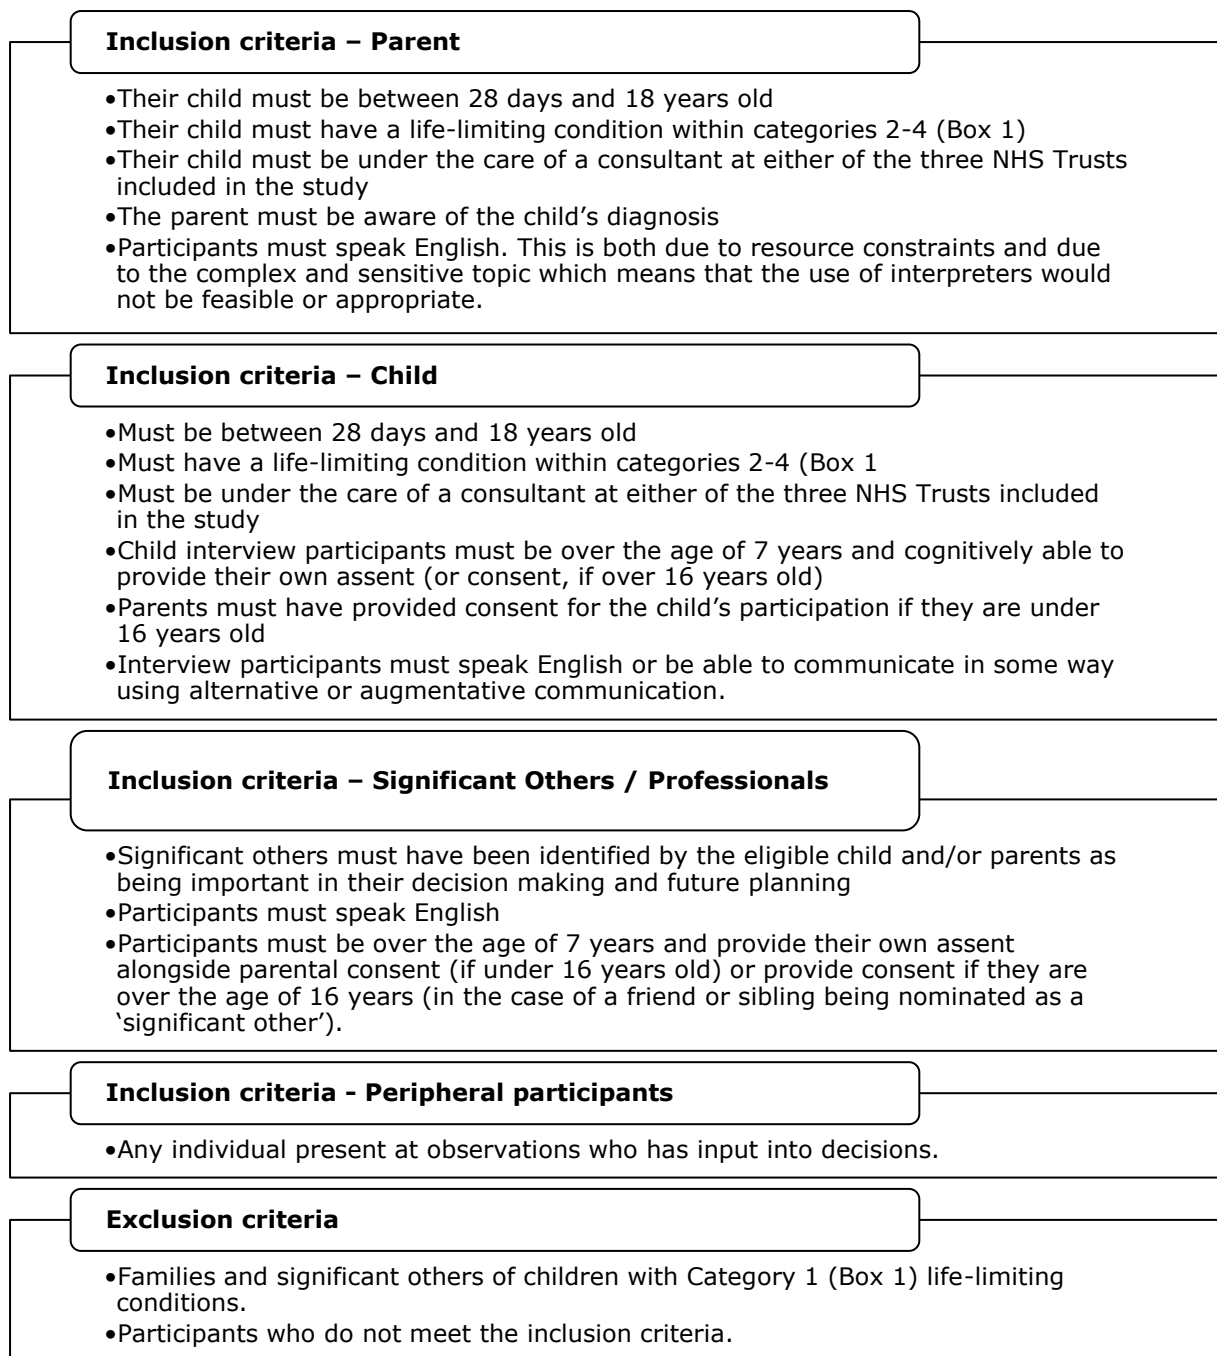 Inclusion criteria – Parent
•Their child must be between 28 days and 18 years old
•Their child must have a life-limiting condition within categories 2-4 (Box 1)
•Their child must be under the care of a consultant at either of the three NHS Trusts
included in the study
•The parent must be aware of the child’s diagnosis
•Participants must speak English. This is both due to resource constraints and due
to the complex and sensitive topic which means that the use of interpreters would
not be feasible or appropriate.
Inclusion criteria – Child
•Must be between 28 days and 18 years old
•Must have a life-limiting condition within categories 2-4 (Box 1
•Must be under the care of a consultant at either of the three NHS Trusts included
in the study
•Child interview participants must be over the age of 7 years and cognitively able to
provide their own assent (or consent, if over 16 years old)
•Parents must have provided consent for the child’s participation if they are under
16 years old
•Interview participants must speak English or be able to communicate in some way
using alternative or augmentative communication.
Inclusion criteria – Significant Others / Professionals
•Significant others must have been identified by the eligible child and/or parents as
being important in their decision making and future planning
•Participants must speak English
•Participants must be over the age of 7 years and provide their own assent
alongside parental consent (if under 16 years old) or provide consent if they are
over the age of 16 years (in the case of a friend or sibling being nominated as a
‘significant other’).
Inclusion criteria - Peripheral participants
•Any individual present at observations who has input into decisions.
Exclusion criteria
•Families and significant others of children with Category 1 (Box 1) life-limiting
conditions.
•Participants who do not meet the inclusion criteria.